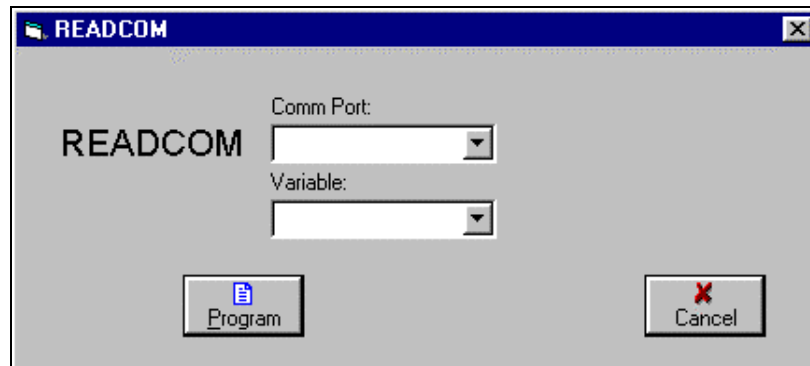 READCOM
Comm Port:
READCOM
Variable:
Program
Cancel